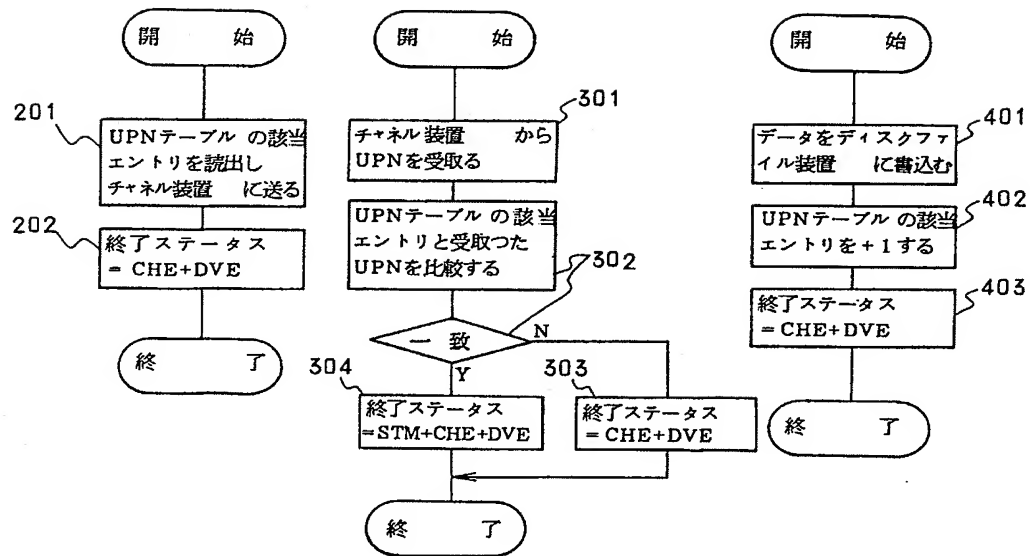 開 始
201
UPNテーブル の該当
エントリを読出し
チャネル装置 に送る
202
終了ステータス
= CHE+DVE
終 了
開 始
301
チャネル装置 から
UPNを受取る
UPNテーブル の該当
エントリと受取つた
UPNを比較する
302
一 致
N
Y
304
終了ステータス
=STM+CHE+DVE
303
終了ステータス
= CHE+DVE
終 了
開 始
401
データをディスクファ
イル装置 に書込む
402
UPNテーブル の該当
エントリを+1する
403
終了ステータス
=CHE+DVE
終 了